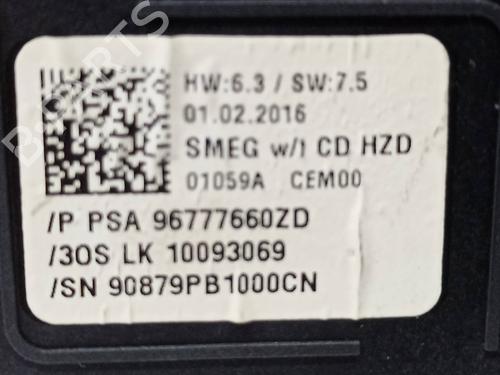 HW:6.3 / SW:7.5
01.02.2016
SMEG w/1 CD HZD
01059A CEM00
/P PSA 96777660ZD
/3OS LK 10093069
/SN 90879PB1000CN